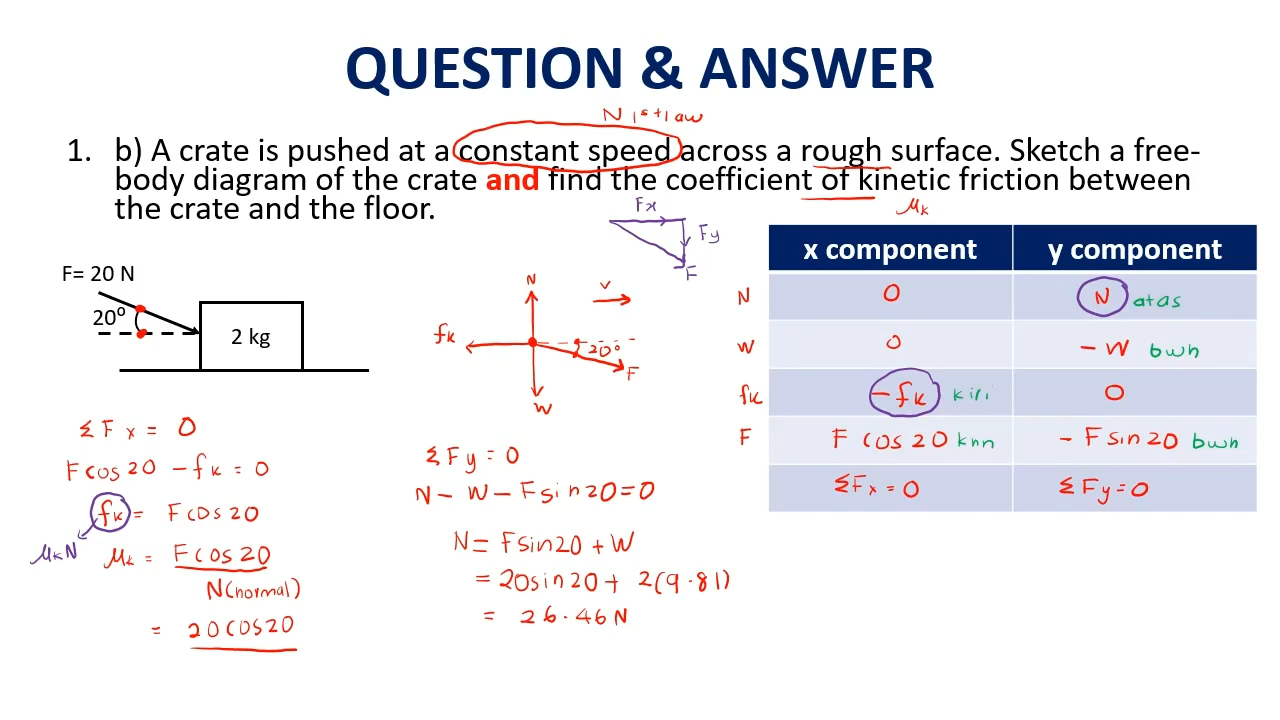 QUESTION & ANSWER
N 1st law
1. b) A crate is pushed at a constant speed across a rough surface. Sketch a free-
body diagram of the crate and find the coefficient of kinetic friction between
the crate and the floor.
μk
Fx
Fy
F
F= 20 N
20⁰
2 kg
N
v
fk
20°
F
W
x component y component
N 0 N atas
W 0 - W bwh
fk - fk kiri 0
F F cos 20 knn - F sin 20 bwh
ΣFx = 0 ΣFy = 0
ΣFx = 0
F cos 20 - fk = 0
fk = F cos 20
μkN
μk = F cos 20
N (normal)
= 20 cos 20
ΣFy = 0
N - W - F sin 20 = 0
N = F sin 20 + W
= 20 sin 20 + 2(9.81)
= 26.46 N